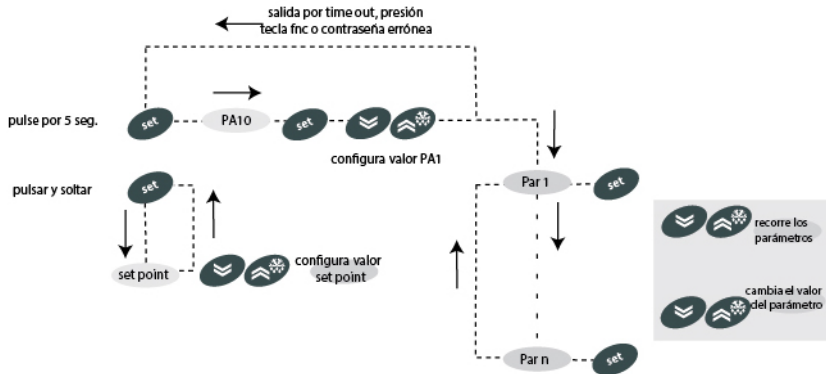 salida por time out, presión
tecla fnc o contraseña errónea
pulse por 5 seg.
set
PA10
set
configura valor PA1
pulsar y soltar
set
Par 1
set
recorre los
parámetros
set point
configura valor
set point
cambia el valor
del parámetro
Par n
set